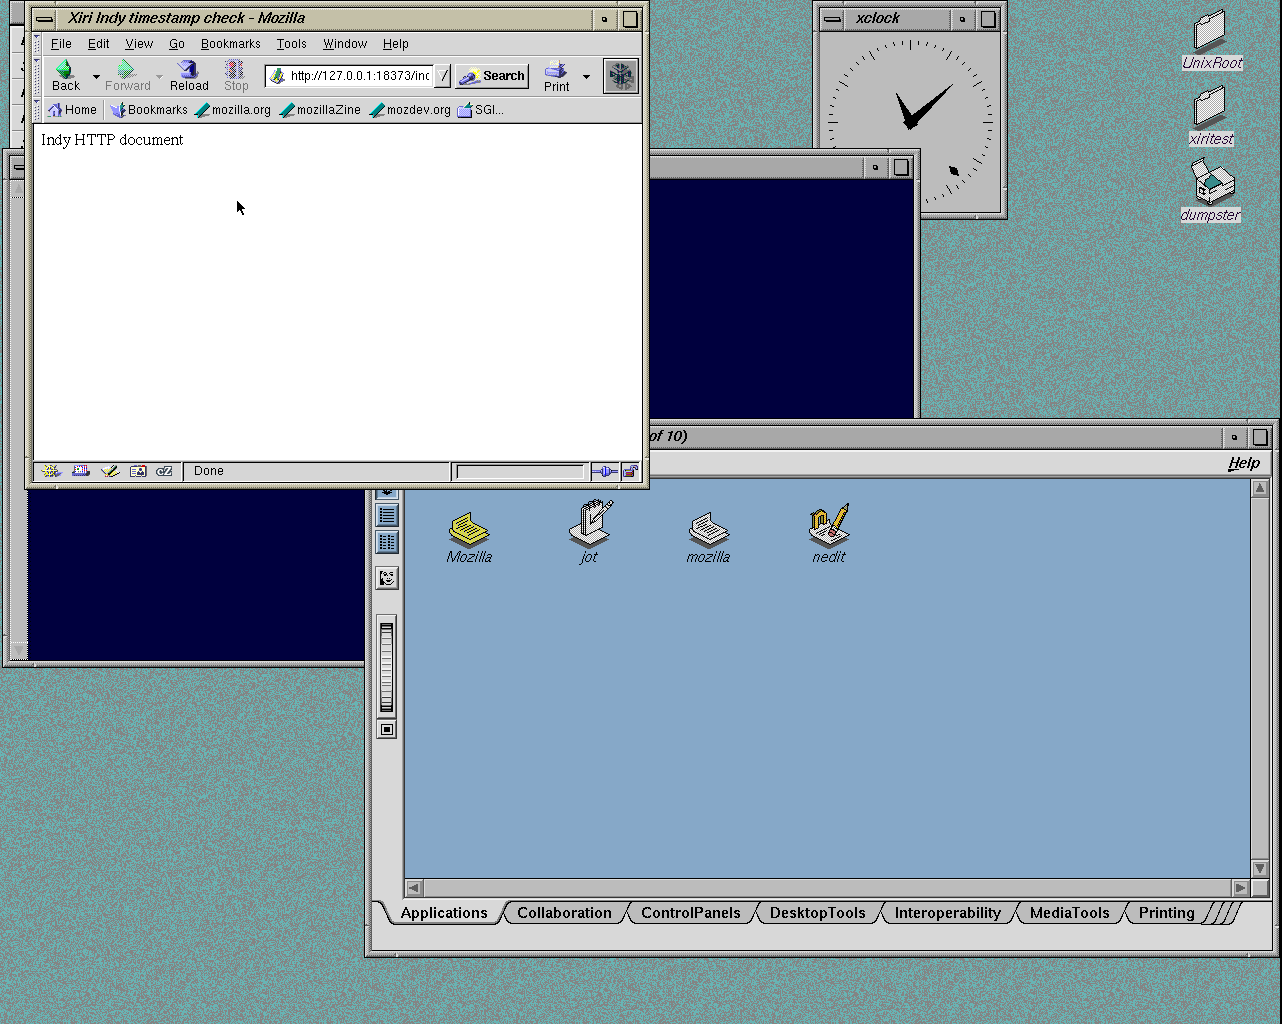 Xiri Indy timestamp check - Mozilla
File Edit View Go Bookmarks Tools Window Help
Back Forward Reload Stop http://127.0.0.1:18373/ind Search Print
Home Bookmarks mozilla.org mozillaZine mozdev.org SGI...
Indy HTTP document
Done
xclock
UnixRoot
xiritest
dumpster
of 10)
Help
Mozilla jot mozilla nedit
Applications Collaboration ControlPanels DesktopTools Interoperability MediaTools Printing